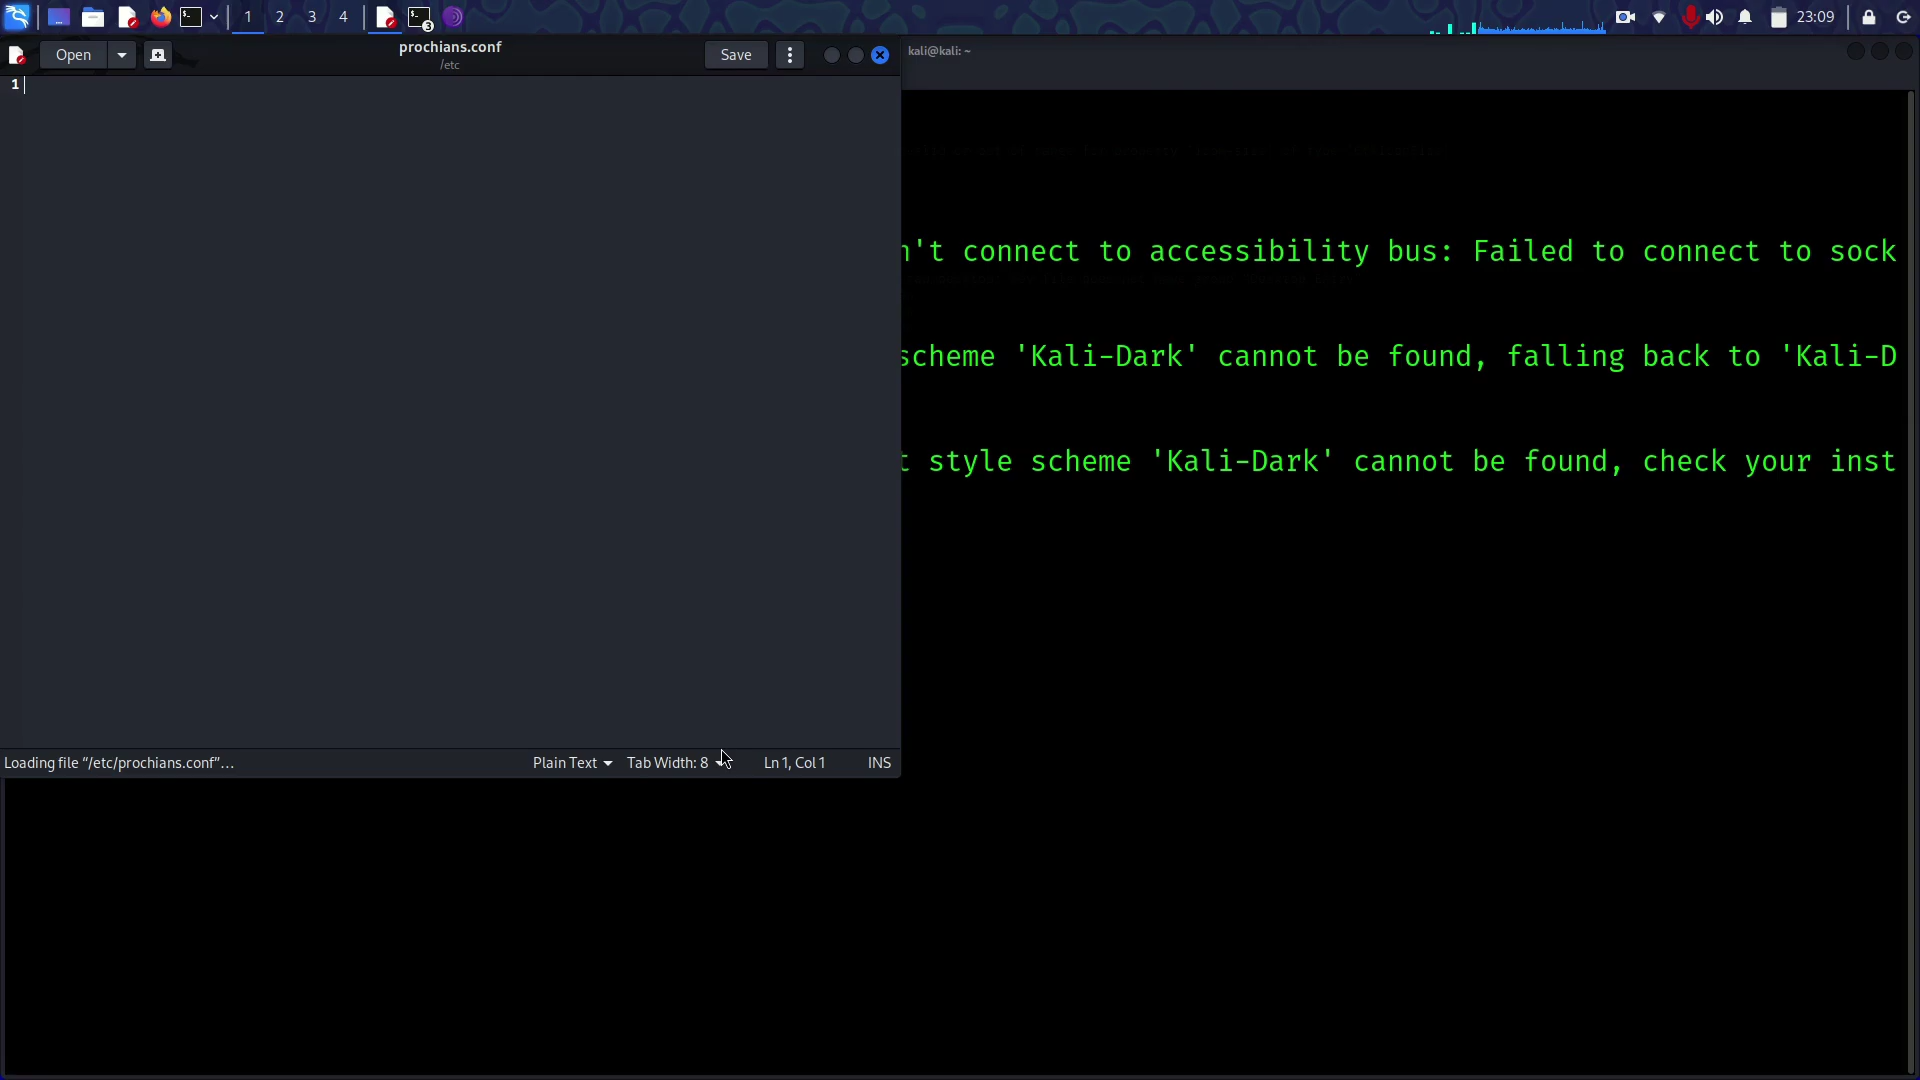 1 2 3 4 3 23:09
Open prochians.conf Save
/etc
kali@kali: ~
1
n't connect to accessibility bus: Failed to connect to sock
scheme 'Kali-Dark' cannot be found, falling back to 'Kali-D
t style scheme 'Kali-Dark' cannot be found, check your inst
Loading file “/etc/prochians.conf”… Plain Text Tab Width: 8 Ln 1, Col 1 INS